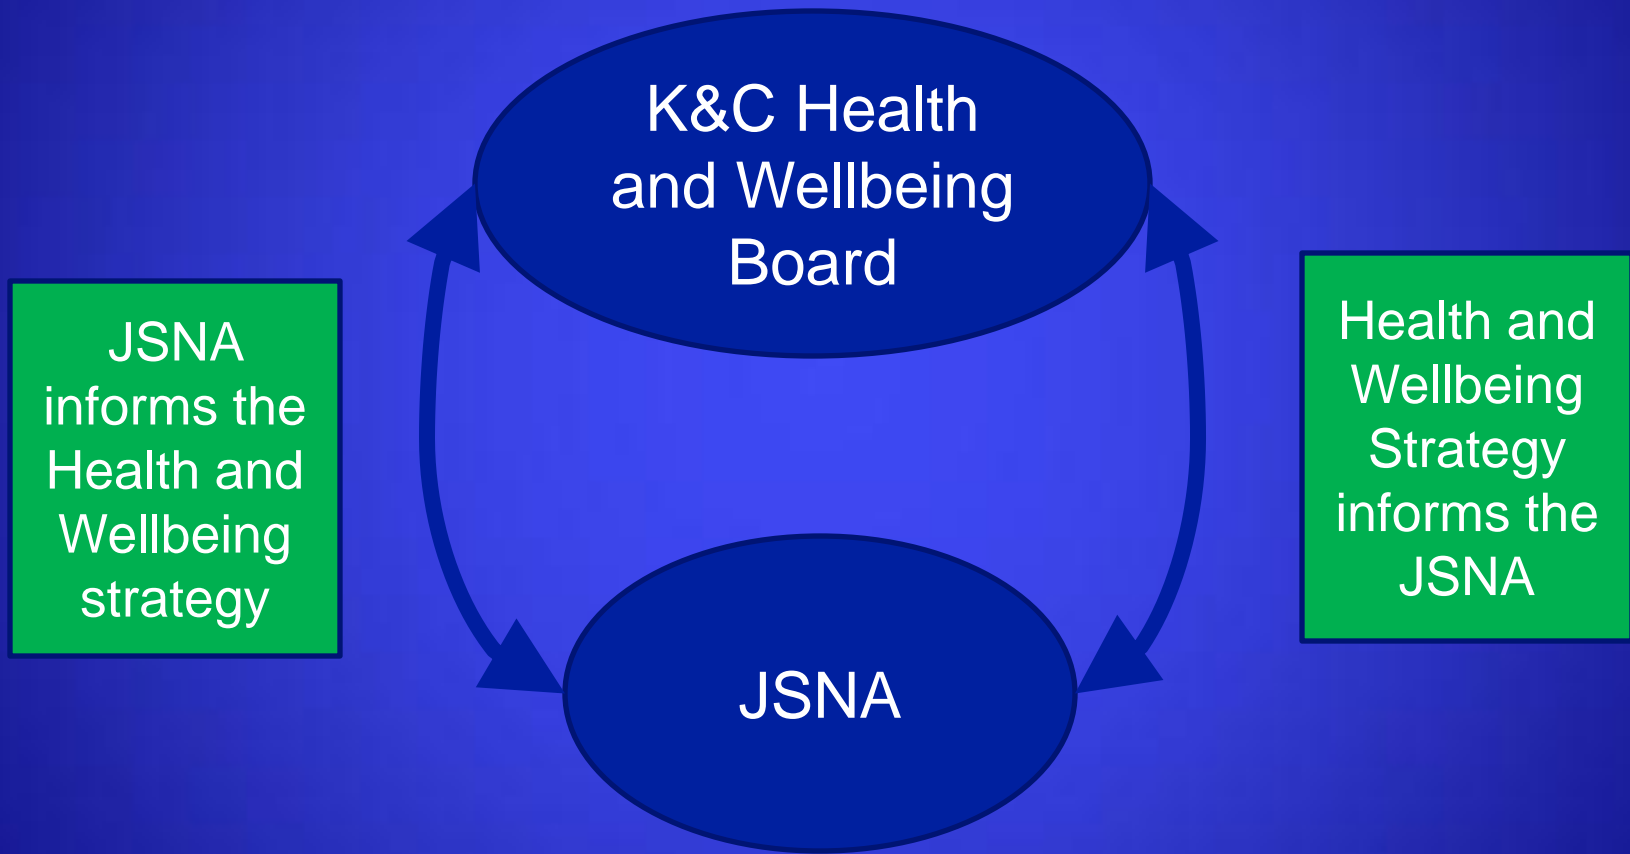 K&C Health
and Wellbeing
Board
JSNA
informs the
Health and
Wellbeing
strategy
Health and
Wellbeing
Strategy
informs the
JSNA
JSNA